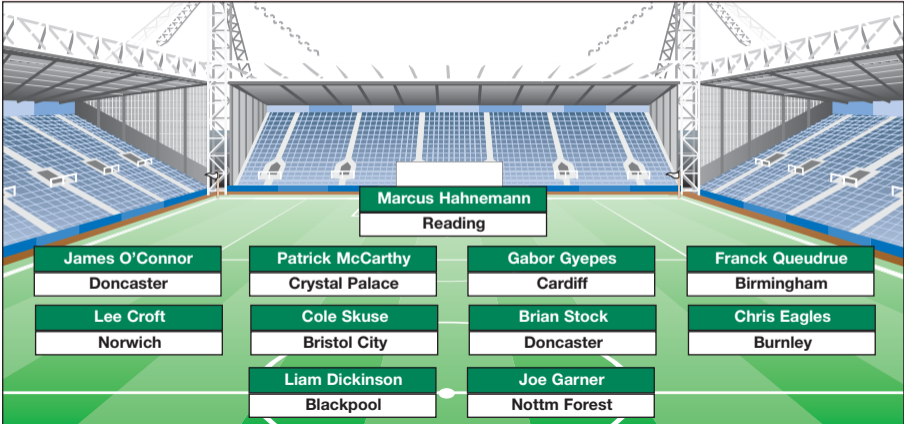 Marcus Hahnemann
Reading
James O’Connor
Doncaster
Patrick McCarthy
Crystal Palace
Gabor Gyepes
Cardiff
Franck Queudrue
Birmingham
Lee Croft
Norwich
Cole Skuse
Bristol City
Brian Stock
Doncaster
Chris Eagles
Burnley
Liam Dickinson
Blackpool
Joe Garner
Nottm Forest